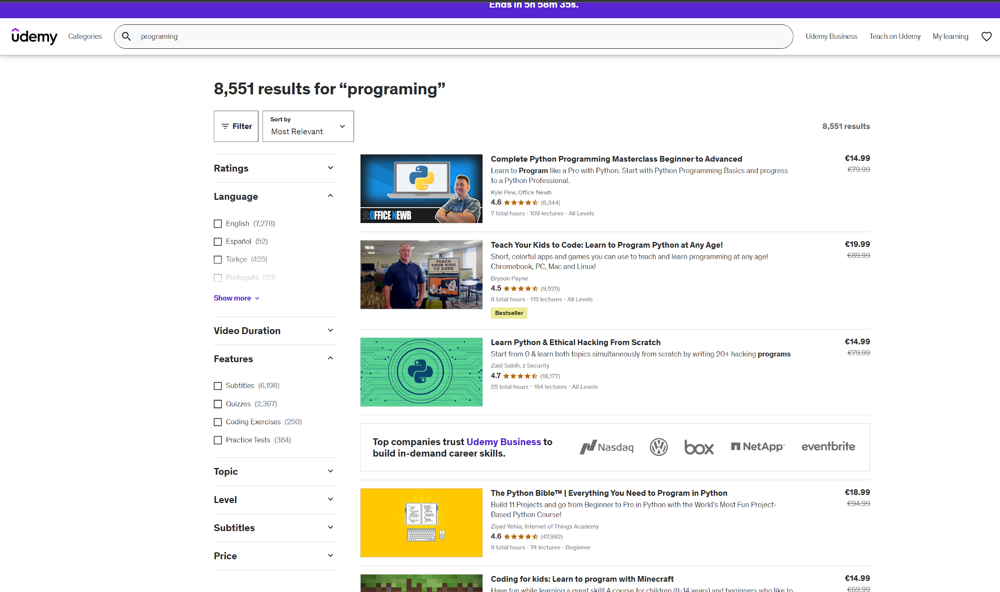 Ends in 5h 58m 35s.
udemy
Categories
programing
Udemy Business
Teach on Udemy
My learning
8,551 results for “programing”
Filter
Sort by
Most Relevant
8,551 results
Ratings
Language
English (7,278)
Español (52)
Türkçe (425)
Português (29)
Show more
Video Duration
Features
Subtitles (6,198)
Quizzes (2,367)
Coding Exercises (250)
Practice Tests (384)
Topic
Level
Subtitles
Price
OFFICE NEWB
Complete Python Programming Masterclass Beginner to Advanced
€14.99
Learn to Program like a Pro with Python. Start with Python Programming Basics and progress
€79.99
to a Python Professional.
Kyle Pew, Office Newb
4.6 (8,344)
7 total hours · 109 lectures · All Levels
TEACH
YOUR KIDS
TO CODE
Teach Your Kids to Code: Learn to Program Python at Any Age!
€19.99
Short, colorful apps and games you can use to teach and learn programming at any age!
€89.99
Chromebook, PC, Mac and Linux!
Bryson Payne
4.5 (9,525)
8 total hours · 115 lectures · All Levels
Bestseller
Learn Python & Ethical Hacking From Scratch
€14.99
Start from 0 & learn both topics simultaneously from scratch by writing 20+ hacking programs
€79.99
Zaid Sabih, z Security
4.7 (18,177)
25 total hours · 184 lectures · All Levels
Top companies trust Udemy Business to
build in-demand career skills.
Nasdaq
VW
box
NetApp™
eventbrite
The Python Bible™ | Everything You Need to Program in Python
€18.99
Build 11 Projects and go from Beginner to Pro in Python with the World's Most Fun Project-
€94.99
Based Python Course!
Ziyad Yehia, Internet of Things Academy
4.6 (47,992)
9 total hours · 74 lectures · Beginner
Coding for kids: Learn to program with Minecraft
€14.99
Have fun while learning a great skill! A course for children (8-14 years) and beginners who like to
€69.99